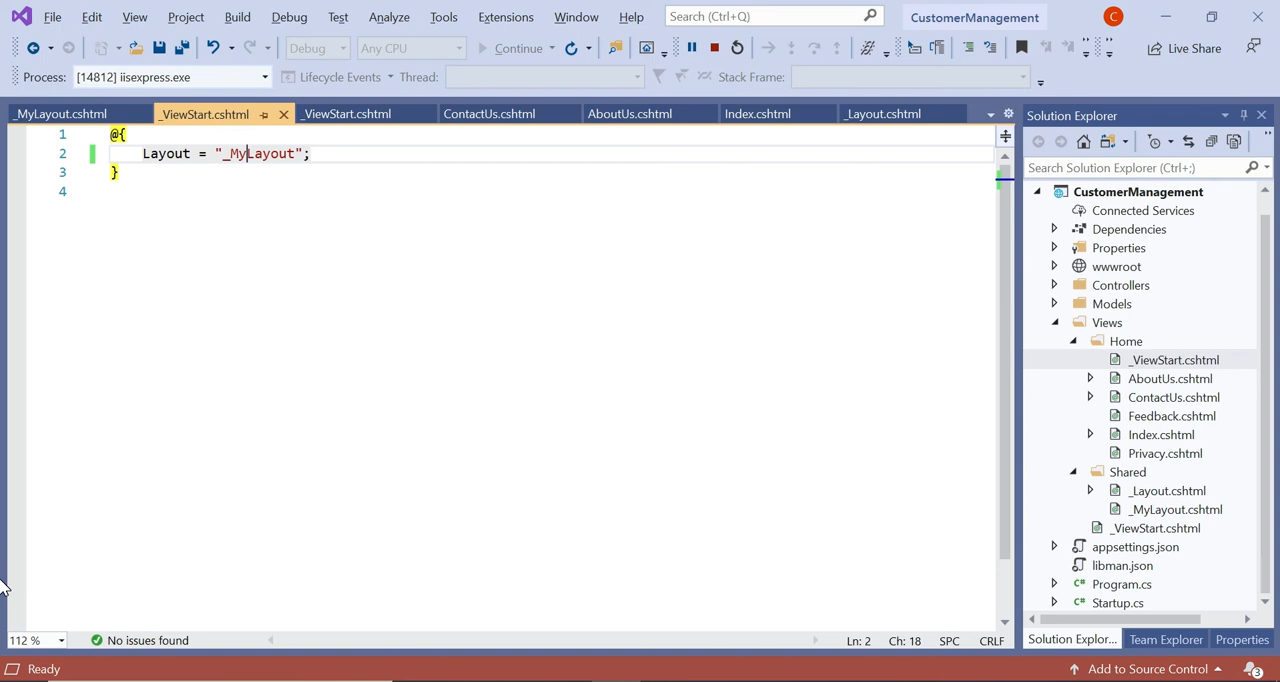 File Edit View Project Build Debug Test Analyze Tools Extensions Window Help Search (Ctrl+Q) CustomerManagement C
Debug Any CPU Continue Live Share
Process: [14812] iisexpress.exe Lifecycle Events Thread: Stack Frame:
_MyLayout.cshtml _ViewStart.cshtml _ViewStart.cshtml ContactUs.cshtml AboutUs.cshtml Index.cshtml _Layout.cshtml
1 @{
2 Layout = "_MyLayout";
3 }
4
112 % No issues found Ln: 2 Ch: 18 SPC CRLF
Solution Explorer
Search Solution Explorer (Ctrl+;)
CustomerManagement
Connected Services
Dependencies
Properties
wwwroot
Controllers
Models
Views
Home
_ViewStart.cshtml
AboutUs.cshtml
ContactUs.cshtml
Feedback.cshtml
Index.cshtml
Privacy.cshtml
Shared
_Layout.cshtml
_MyLayout.cshtml
_ViewStart.cshtml
appsettings.json
libman.json
C# Program.cs
C# Startup.cs
Solution Explor... Team Explorer Properties
Ready Add to Source Control 3